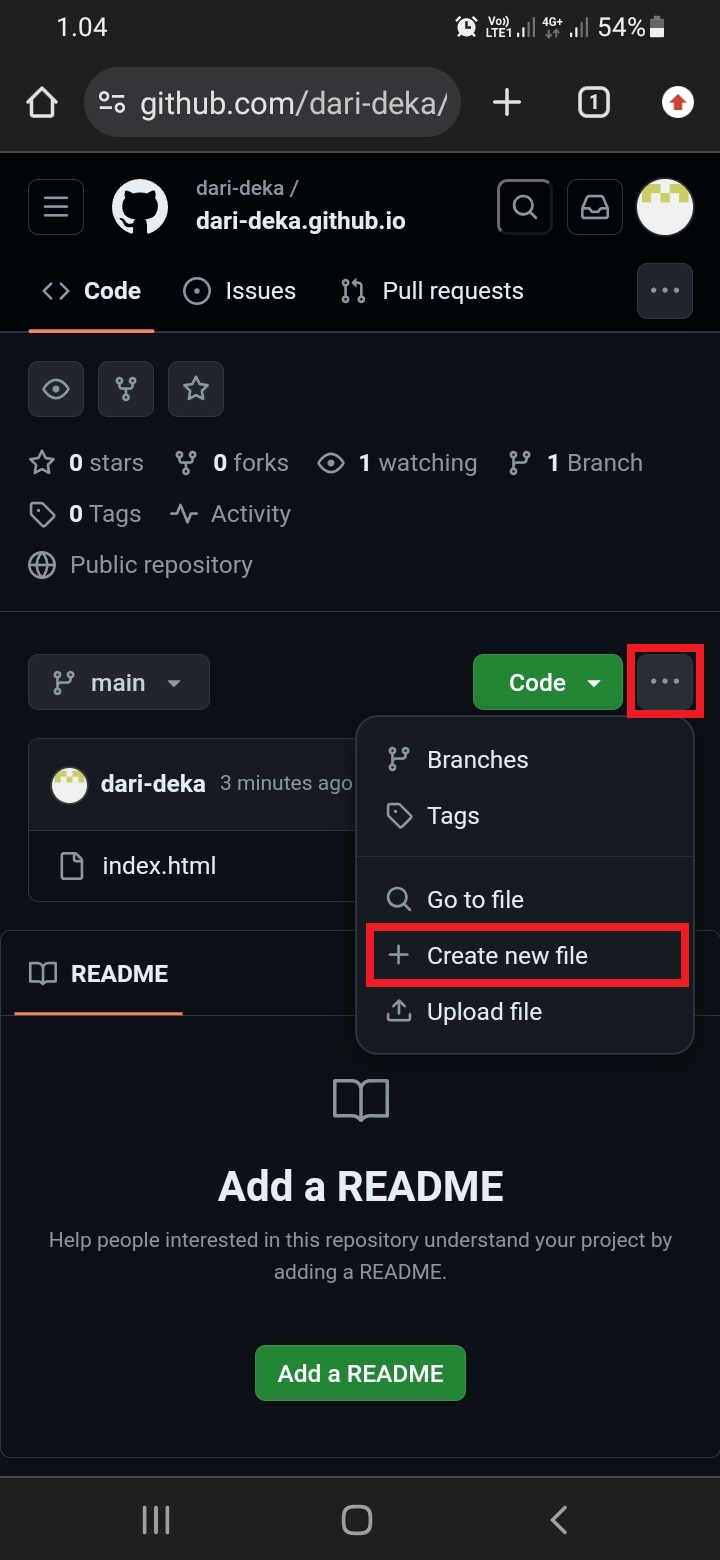 1.04
Vo))
LTE1
4G+
54%
github.com/dari-deka/
1
dari-deka /
dari-deka.github.io
Code
Issues
Pull requests
0 stars
0 forks
1 watching
1 Branch
0 Tags
Activity
Public repository
main
Code
Branches
Tags
Go to file
Create new file
Upload file
dari-deka 3 minutes ago
index.html
README
Add a README
Help people interested in this repository understand your project by
adding a README.
Add a README